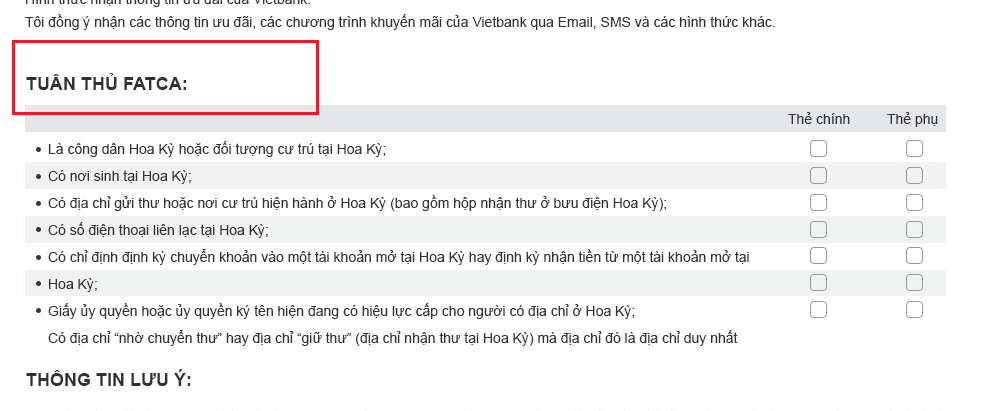 Hình thức nhận thông tin ưu đãi của Vietbank.
Tôi đồng ý nhận các thông tin ưu đãi, các chương trình khuyến mãi của Vietbank qua Email, SMS và các hình thức khác.
TUÂN THỦ FATCA:
Thẻ chính Thẻ phụ
• Là công dân Hoa Kỳ hoặc đối tượng cư trú tại Hoa Kỳ;
• Có nơi sinh tại Hoa Kỳ;
• Có địa chỉ gửi thư hoặc nơi cư trú hiện hành ở Hoa Kỳ (bao gồm hộp nhận thư ở bưu điện Hoa Kỳ);
• Có số điện thoại liên lạc tại Hoa Kỳ;
• Có chỉ định định kỳ chuyển khoản vào một tài khoản mở tại Hoa Kỳ hay định kỳ nhận tiền từ một tài khoản mở tại
• Hoa Kỳ;
• Giấy ủy quyền hoặc ủy quyền ký tên hiện đang có hiệu lực cấp cho người có địa chỉ ở Hoa Kỳ;
Có địa chỉ “nhờ chuyển thư” hay địa chỉ “giữ thư” (địa chỉ nhận thư tại Hoa Kỳ) mà địa chỉ đó là địa chỉ duy nhất
THÔNG TIN LƯU Ý: